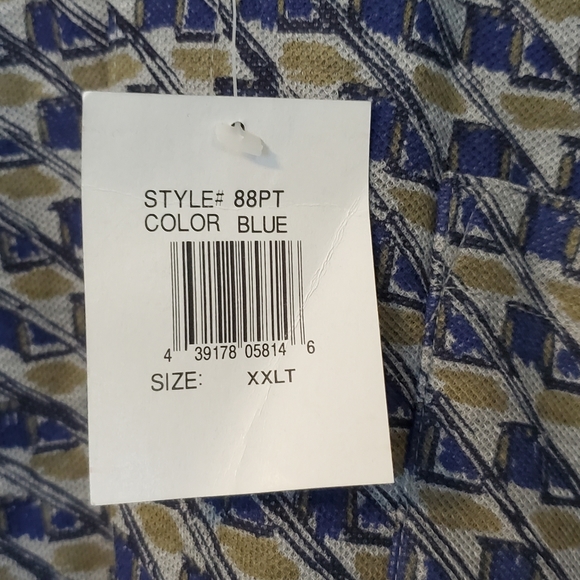 STYLE# 88PT
COLOR BLUE
4 39178 05814 6
SIZE: XXLT